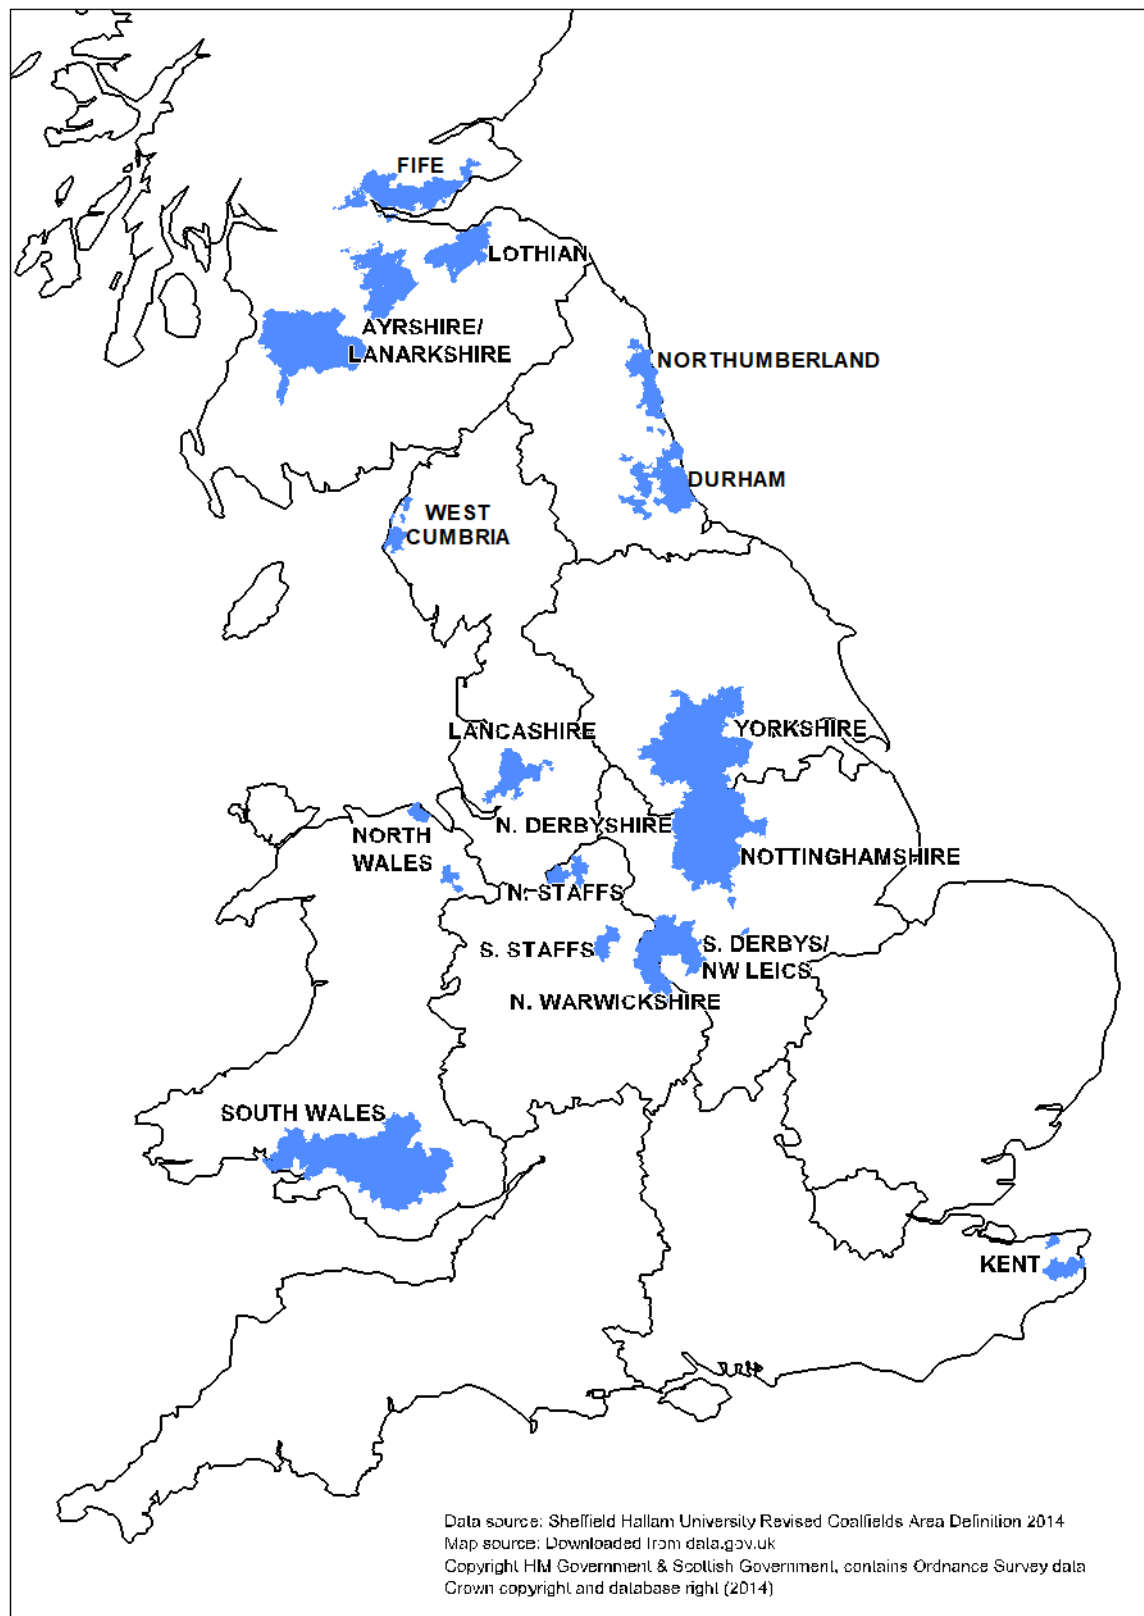 FIFE
LOTHIAN
AYRSHIRE/
LANARKSHIRE
NORTHUMBERLAND
DURHAM
WEST
CUMBRIA
LANCASHIRE
YORKSHIRE
N. DERBYSHIRE
NORTH
WALES
NOTTINGHAMSHIRE
N. STAFFS
S. STAFFS
S. DERBYS/
NW LEICS
N. WARWICKSHIRE
SOUTH WALES
KENT
Data source: Sheffield Hallam University Revised Coalfields Area Definition 2014
Map source: Downloaded from data.gov.uk
Copyright HM Government & Scottish Government, contains Ordnance Survey data
Crown copyright and database right (2014)